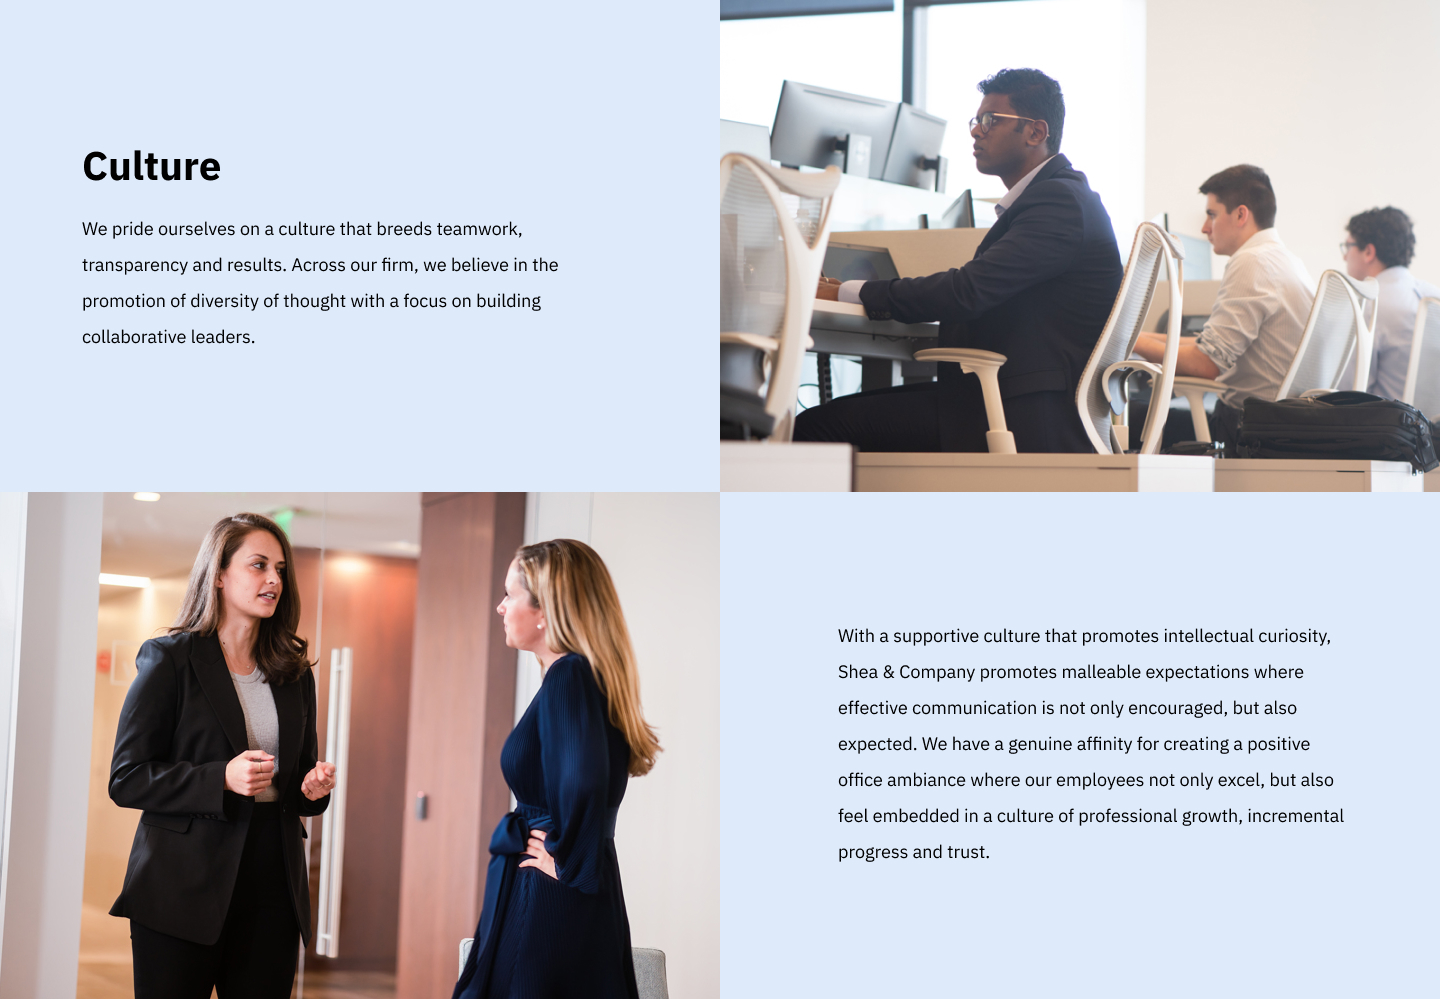 Culture
We pride ourselves on a culture that breeds teamwork,
transparency and results. Across our firm, we believe in the
promotion of diversity of thought with a focus on building
collaborative leaders.
With a supportive culture that promotes intellectual curiosity,
Shea & Company promotes malleable expectations where
effective communication is not only encouraged, but also
expected. We have a genuine affinity for creating a positive
office ambiance where our employees not only excel, but also
feel embedded in a culture of professional growth, incremental
progress and trust.